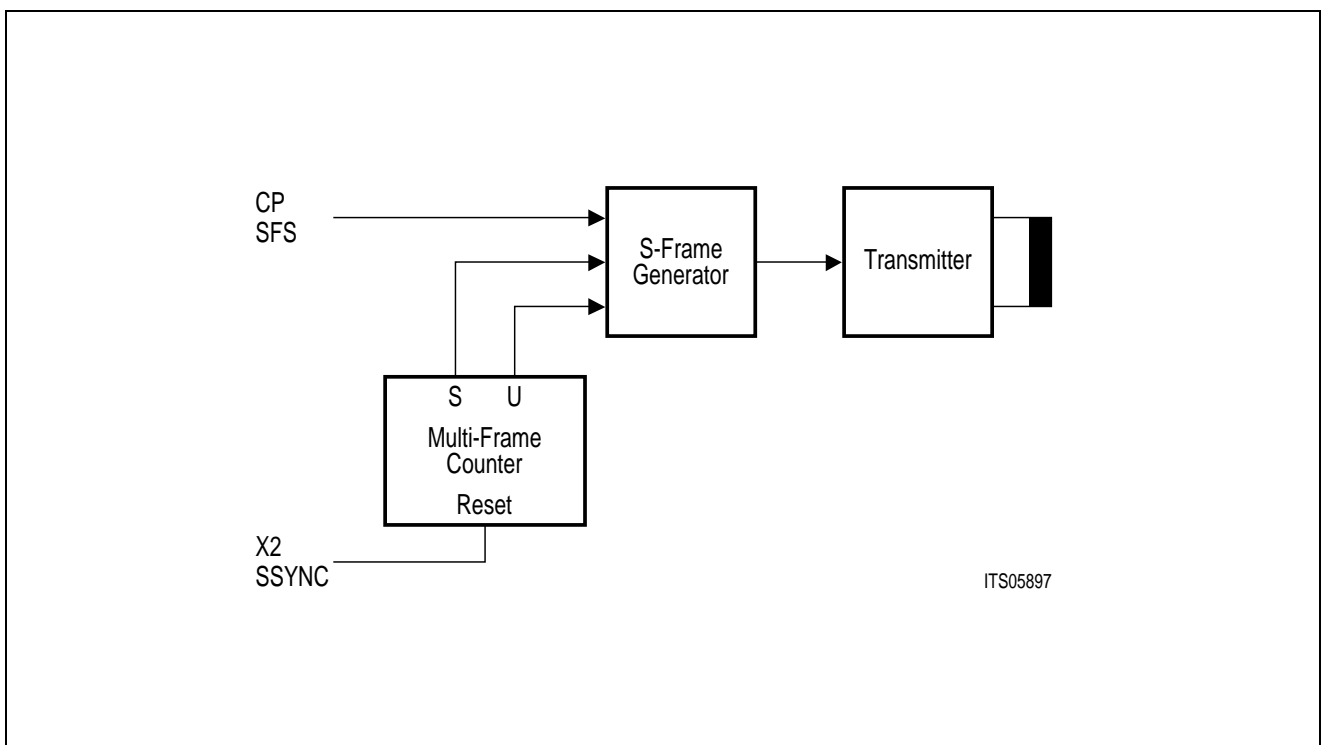 CP
SFS
S-Frame
Generator
Transmitter
S U
Multi-Frame
Counter
Reset
X2
SSYNC
ITS05897